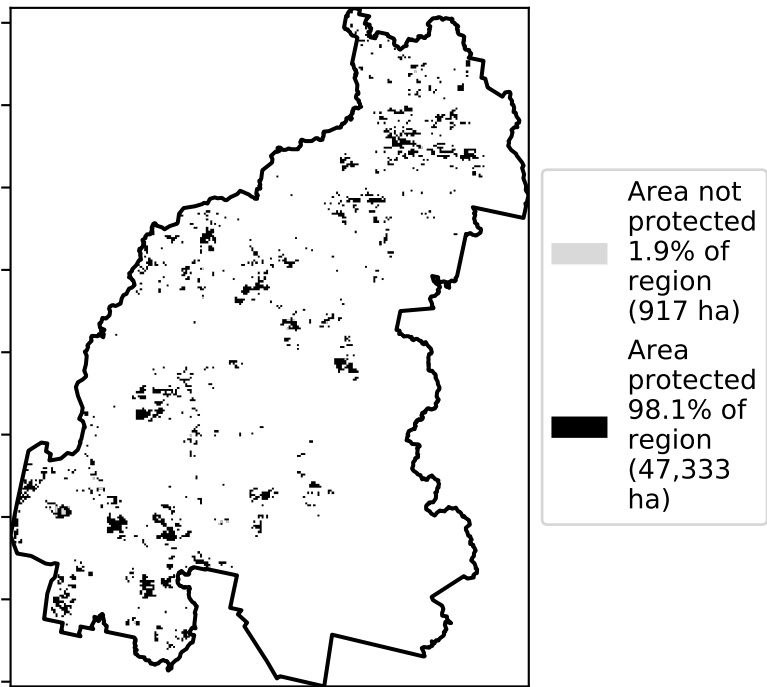 Area not
protected
1.9% of
region
(917 ha)
Area
protected
98.1% of
region
(47,333
ha)